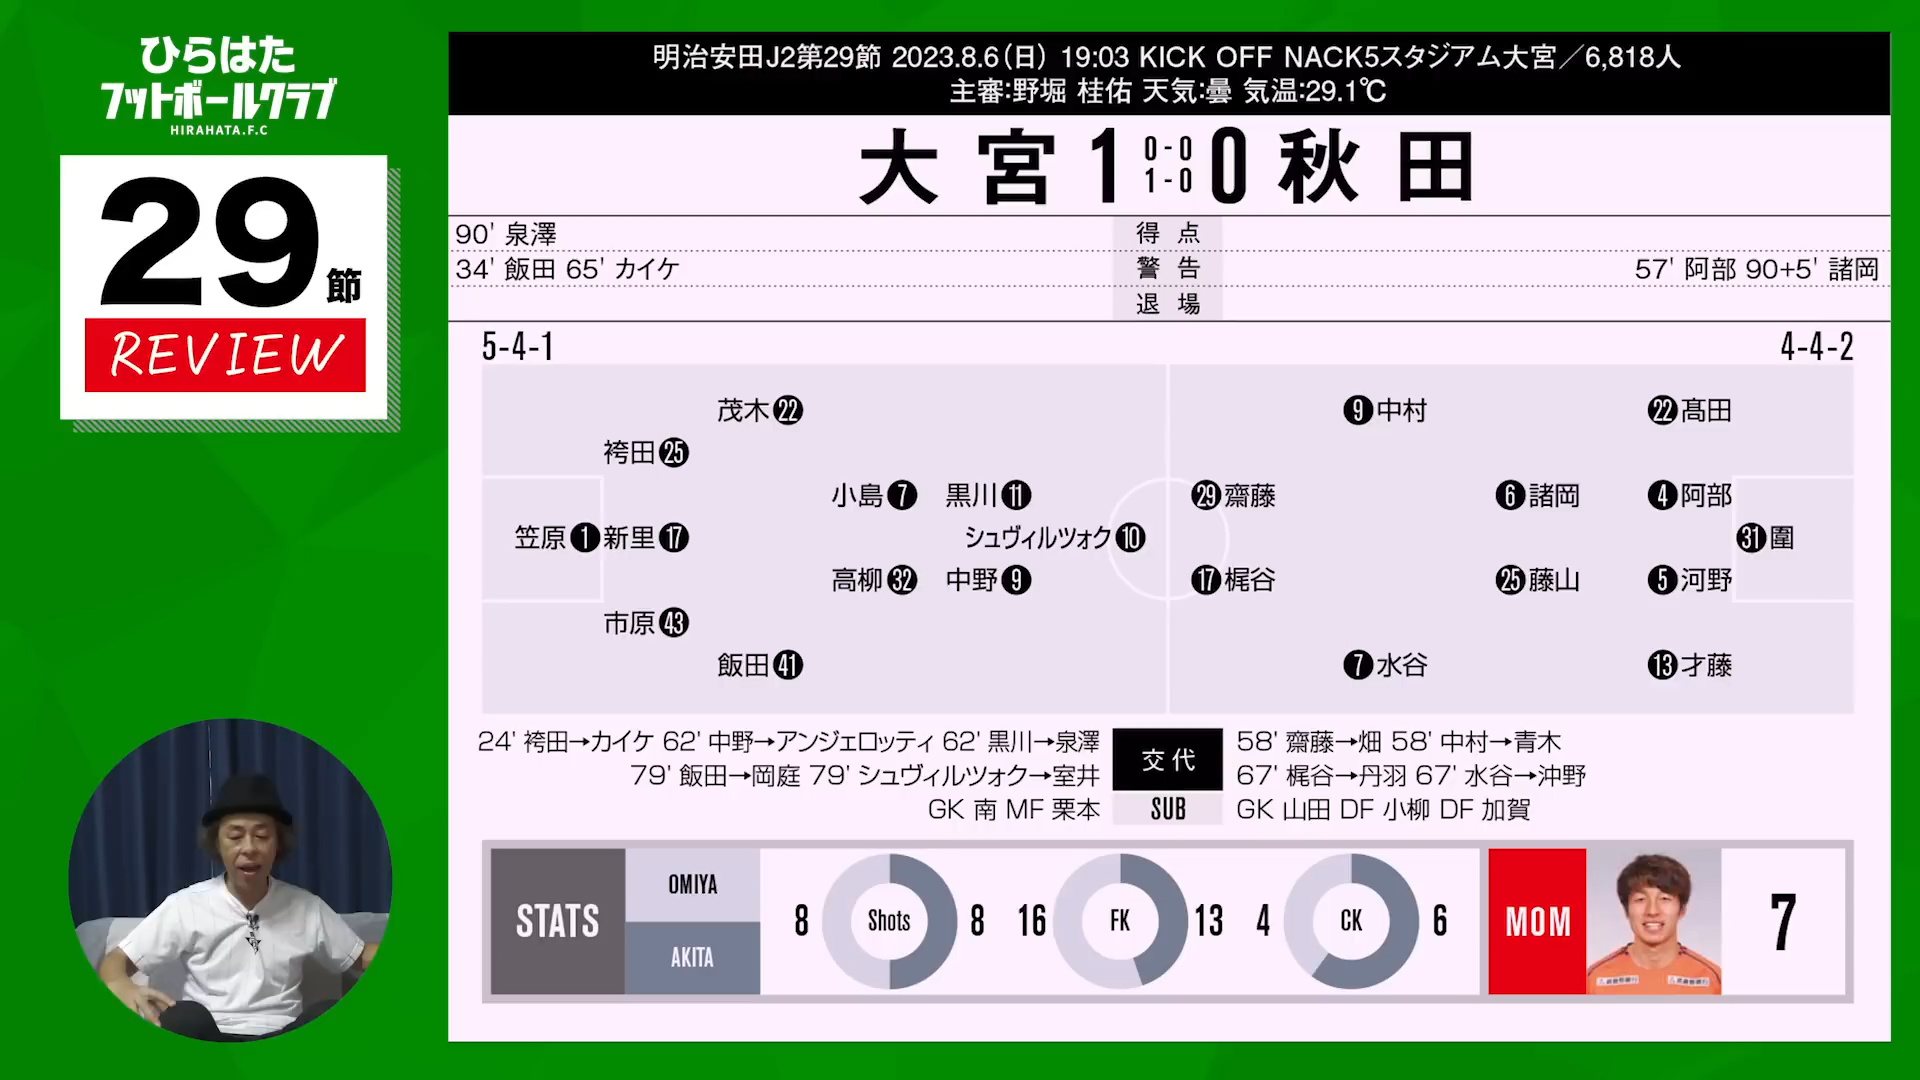 ひらはた
フットボールクラブ
HIRAHATA.F.C
29節
REVIEW
明治安田J2第29節 2023.8.6(日) 19:03 KICK OFF NACK5スタジアム大宮／6,818人
主審:野堀 桂佑 天気:曇 気温:29.1℃
大宮 1 0-0 1-0 0 秋田
90' 泉澤 得点
34' 飯田 65' カイケ 警告 57' 阿部 90+5' 諸岡
退場
5-4-1 4-4-2
茂木 22 9 中村 22 髙田
袴田 25
小島 7 黒川 11 29 齋藤 6 諸岡 4 阿部
笠原 1 新里 17 シュヴィルツォク 10 31 圍
高柳 32 中野 9 17 梶谷 25 藤山 5 河野
市原 43
飯田 41 7 水谷 13 才藤
24' 袴田→カイケ 62' 中野→アンジェロッティ 62' 黒川→泉澤
79' 飯田→岡庭 79' シュヴィルツォク→室井
交代
58' 齋藤→畑 58' 中村→青木
67' 梶谷→丹羽 67' 水谷→沖野
GK 南 MF 栗本 SUB GK 山田 DF 小柳 DF 加賀
STATS
OMIYA
AKITA
8 Shots 8 16 FK 13 4 CK 6
MOM 7